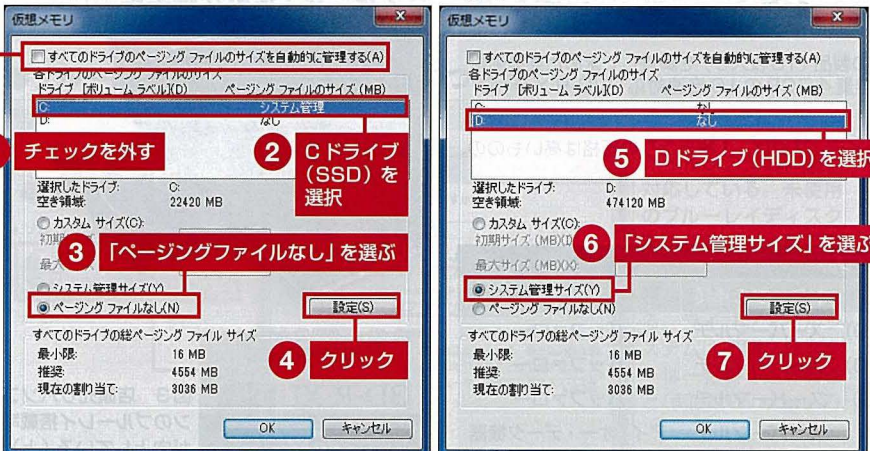 仮想メモリ
すべてのドライブのページング ファイルのサイズを自動的に管理する(A)
各ドライブのページング ファイルのサイズ
ドライブ [ボリューム ラベル](D) ページング ファイルのサイズ (MB)
C: システム管理
D: なし
チェックを外す
2 Cドライブ
(SSD)を
選択
選択したドライブ: C:
空き領域: 22420 MB
カスタム サイズ(C):
初期サイズ
3 「ページングファイルなし」を選ぶ
最大サイズ
システム管理サイズ(Y)
ページング ファイルなし(N) 設定(S)
4 クリック
すべてのドライブの総ページング ファイル サイズ
最小限: 16 MB
推奨: 4554 MB
現在の割り当て: 3036 MB
OK キャンセル
仮想メモリ
すべてのドライブのページング ファイルのサイズを自動的に管理する(A)
各ドライブのページング ファイルのサイズ
ドライブ [ボリューム ラベル](D) ページング ファイルのサイズ (MB)
C: なし
D: なし
5 Dドライブ(HDD)を選択
選択したドライブ: D:
空き領域: 474120 MB
カスタム サイズ(C):
初期サイズ (MB)(I)
6 「システム管理サイズ」を選ぶ
最大サイズ (MB)(X):
システム管理サイズ(Y)
ページング ファイルなし(N) 設定(S)
7 クリック
すべてのドライブの総ページング ファイル サイズ
最小限: 16 MB
推奨: 4554 MB
現在の割り当て: 3036 MB
OK キャンセル